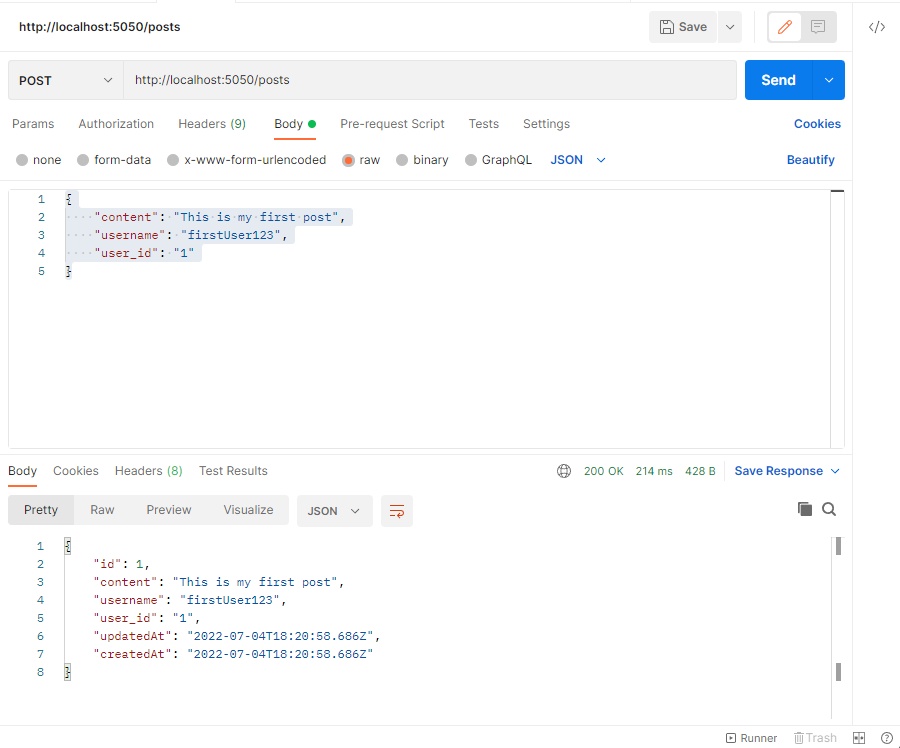 http://localhost:5050/posts
Save
POST http://localhost:5050/posts Send
Params Authorization Headers (9) Body Pre-request Script Tests Settings Cookies
none form-data x-www-form-urlencoded raw binary GraphQL JSON Beautify
1 {
2 "content": "This is my first post",
3 "username": "firstUser123",
4 "user_id": "1"
5 }
Body Cookies Headers (8) Test Results 200 OK 214 ms 428 B Save Response
Pretty Raw Preview Visualize JSON
1 {
2 "id": 1,
3 "content": "This is my first post",
4 "username": "firstUser123",
5 "user_id": "1",
6 "updatedAt": "2022-07-04T18:20:58.686Z",
7 "createdAt": "2022-07-04T18:20:58.686Z"
8 }
Runner Trash